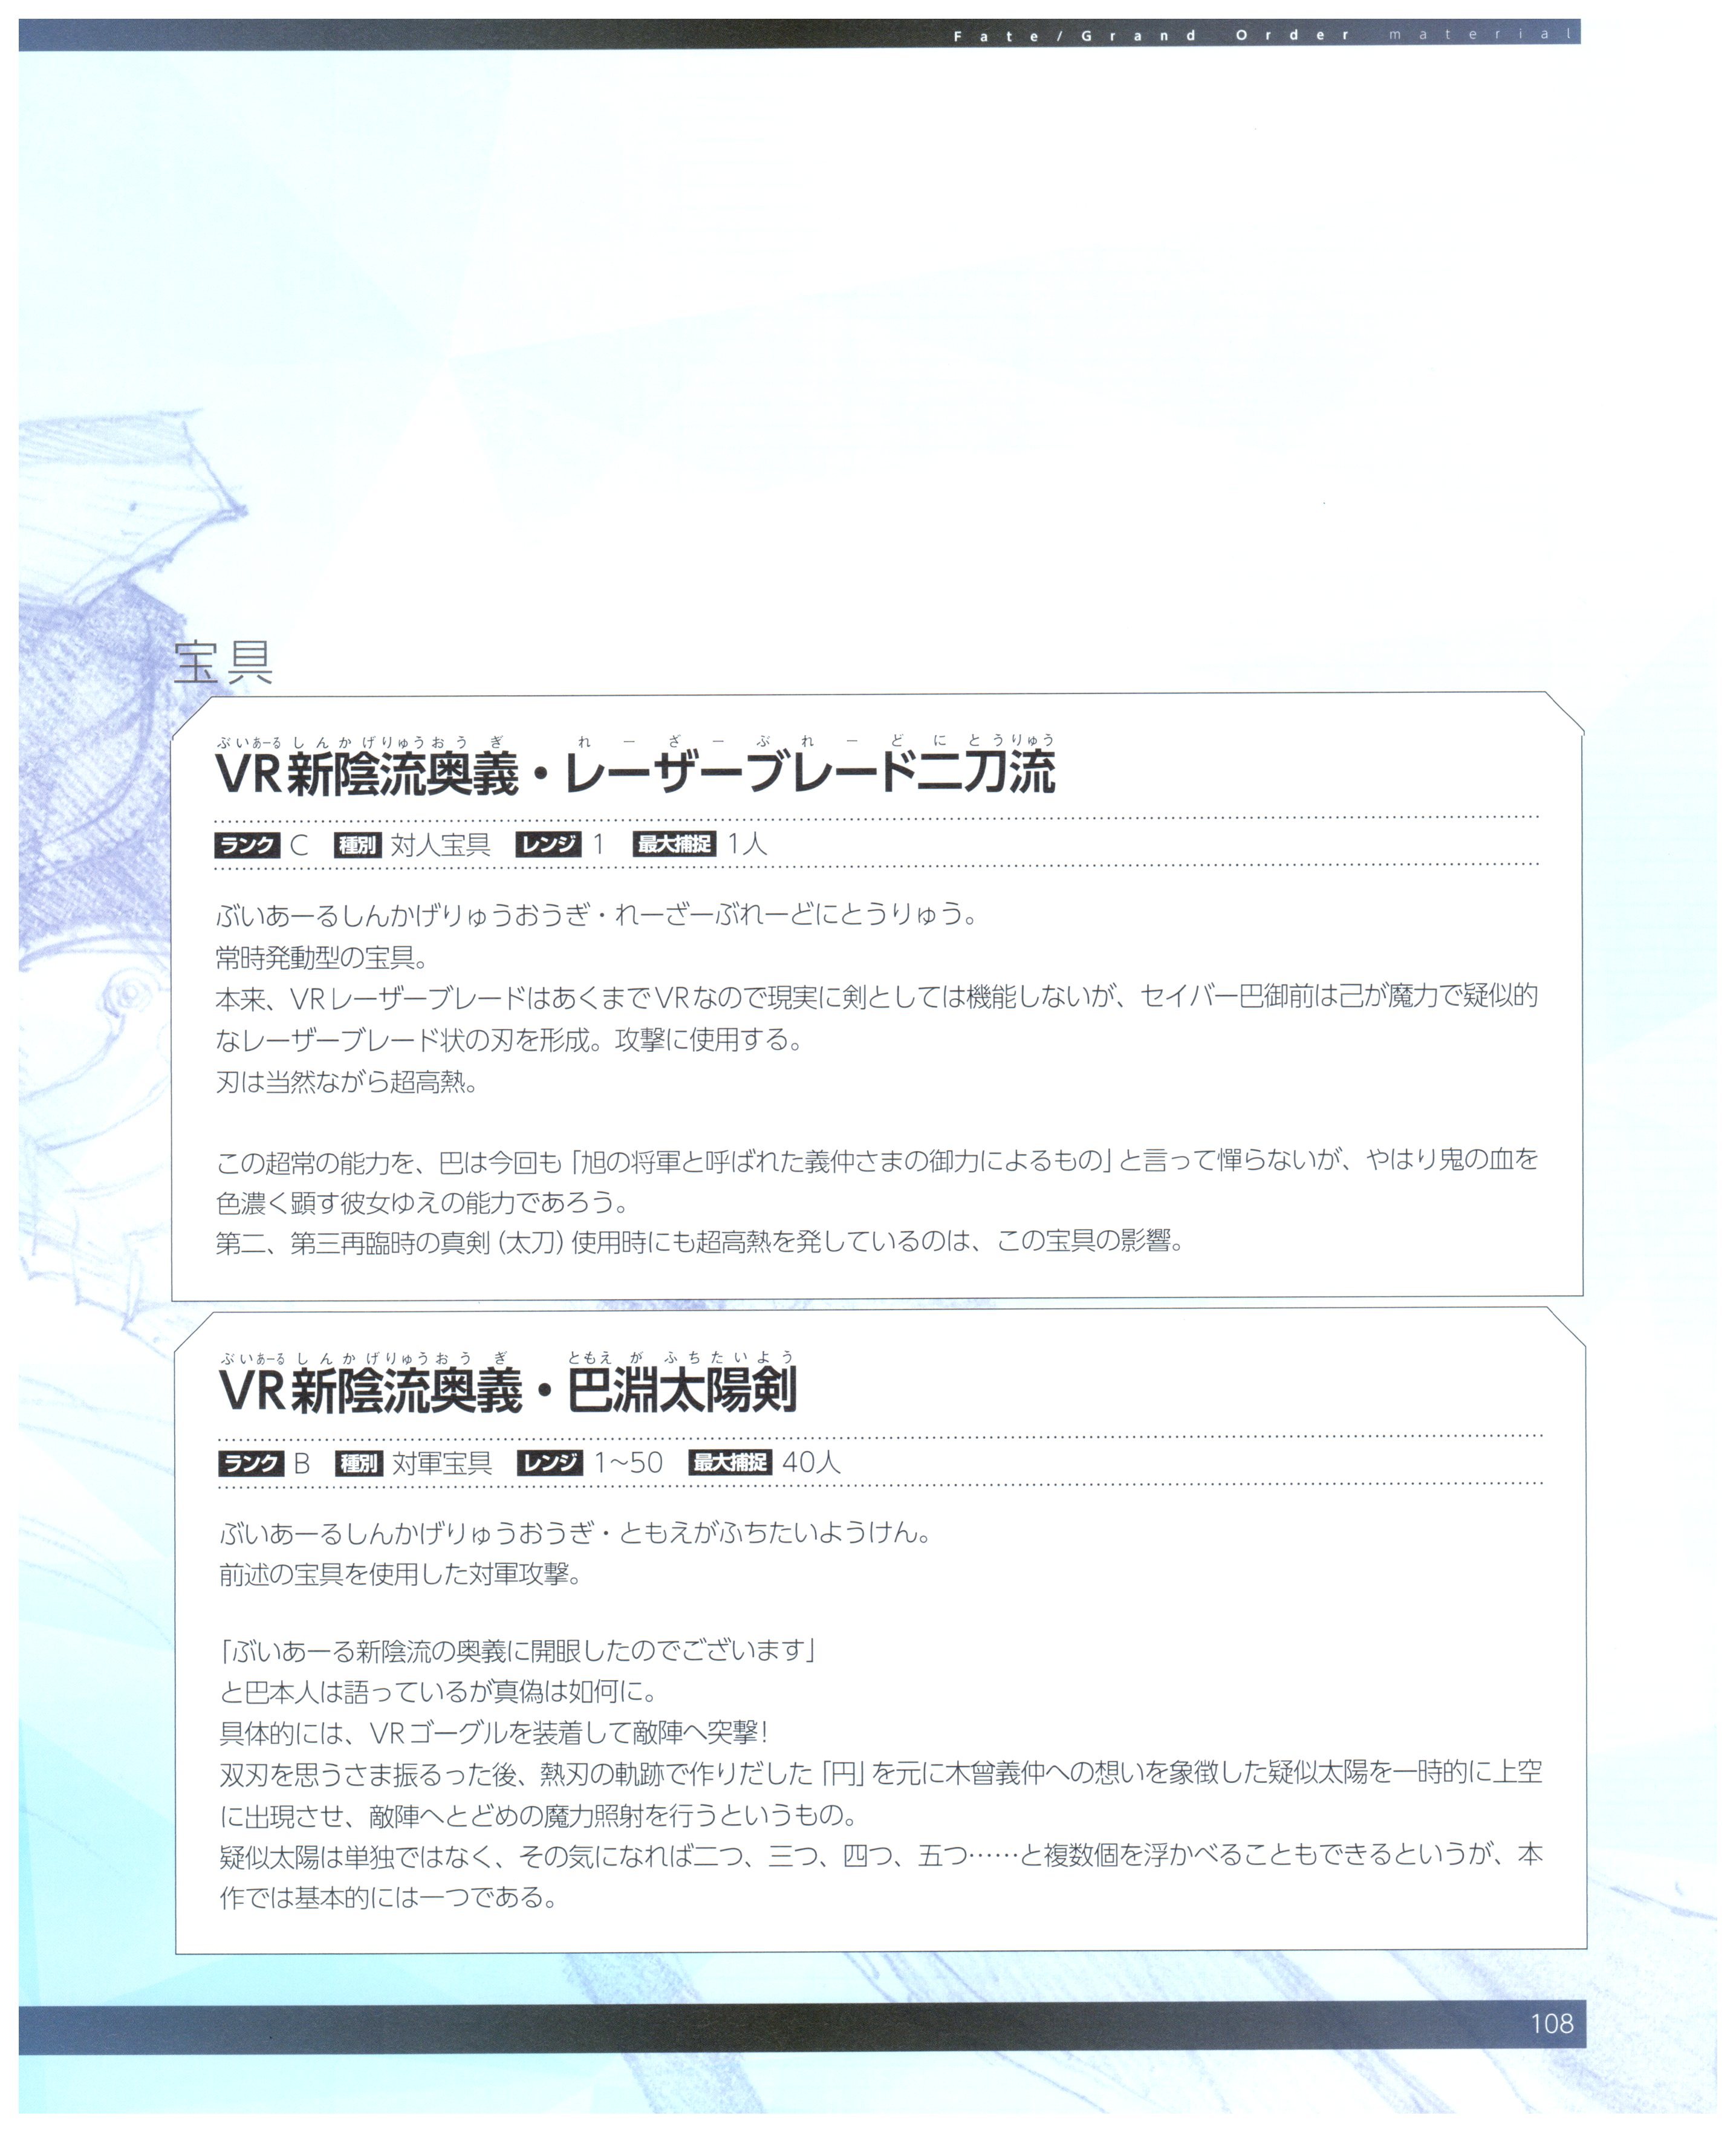 Fate/Grand Order material
宝具
ぶいあーるしんかげりゅうおうぎ れーざーぶれーどにとうりゅう
VR新陰流奥義・レーザーブレード二刀流
ランク C 種別 対人宝具 レンジ 1 最大捕捉 1人
ぶいあーるしんかげりゅうおうぎ・れーざーぶれーどにとうりゅう。
常時発動型の宝具。
本来、VRレーザーブレードはあくまでVRなので現実に剣としては機能しないが、セイバー巴御前は己が魔力で疑似的
なレーザーブレード状の刃を形成。攻撃に使用する。
刃は当然ながら超高熱。
この超常の能力を、巴は今回も「旭の将軍と呼ばれた義仲さまの御力によるもの」と言って憚らないが、やはり鬼の血を
色濃く顕す彼女ゆえの能力であろう。
第二、第三再臨時の真剣(太刀)使用時にも超高熱を発しているのは、この宝具の影響。
ぶいあーるしんかげりゅうおうぎ ともえがふちたいよう
VR新陰流奥義・巴淵太陽剣
ランク B 種別 対軍宝具 レンジ 1~50 最大捕捉 40人
ぶいあーるしんかげりゅうおうぎ・ともえがふちたいようけん。
前述の宝具を使用した対軍攻撃。
「ぶいあーる新陰流の奥義に開眼したのでございます」
と巴本人は語っているが真偽は如何に。
具体的には、VRゴーグルを装着して敵陣へ突撃!
双刃を思うさま振るった後、熱刃の軌跡で作りだした「円」を元に木曾義仲への想いを象徴した疑似太陽を一時的に上空
に出現させ、敵陣へとどめの魔力照射を行うというもの。
疑似太陽は単独ではなく、その気になれば二つ、三つ、四つ、五つ……と複数個を浮かべることもできるというが、本
作では基本的には一つである。
108